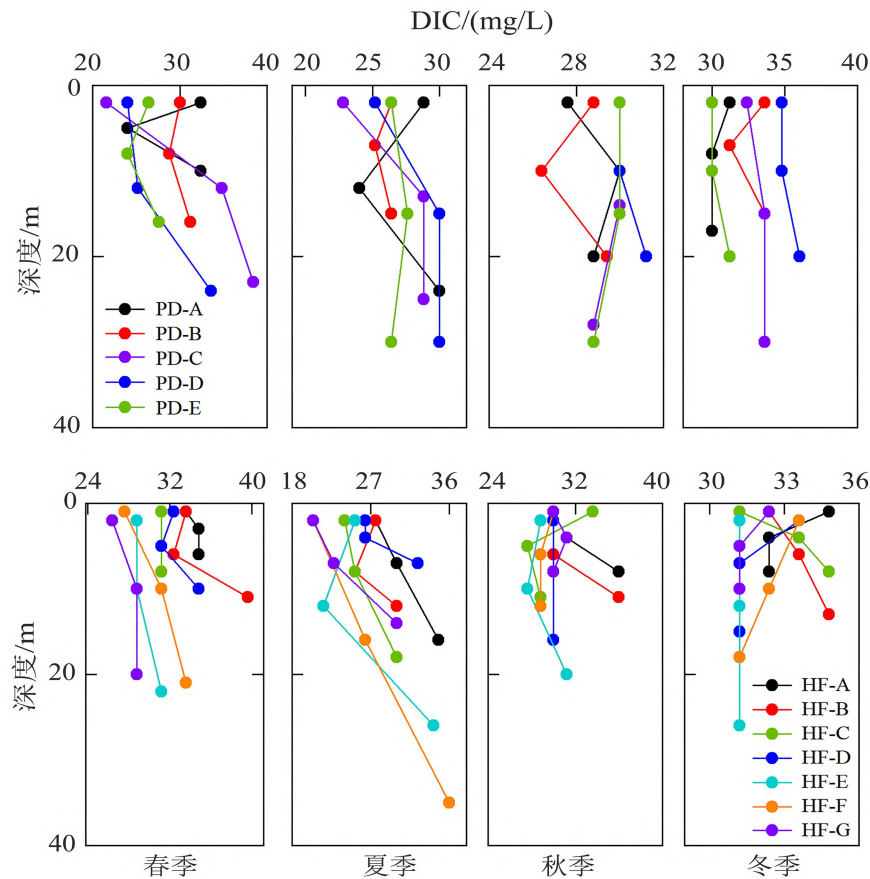 DIC/(mg/L)
20 30 40 20 25 30 24 28 32 30 35 40
0
20
40
深度/m
PD-A
PD-B
PD-C
PD-D
PD-E
24 32 40 18 27 36 24 32 40 30 33 36
0
20
40
深度/m
HF-A
HF-B
HF-C
HF-D
HF-E
HF-F
HF-G
春季 夏季 秋季 冬季